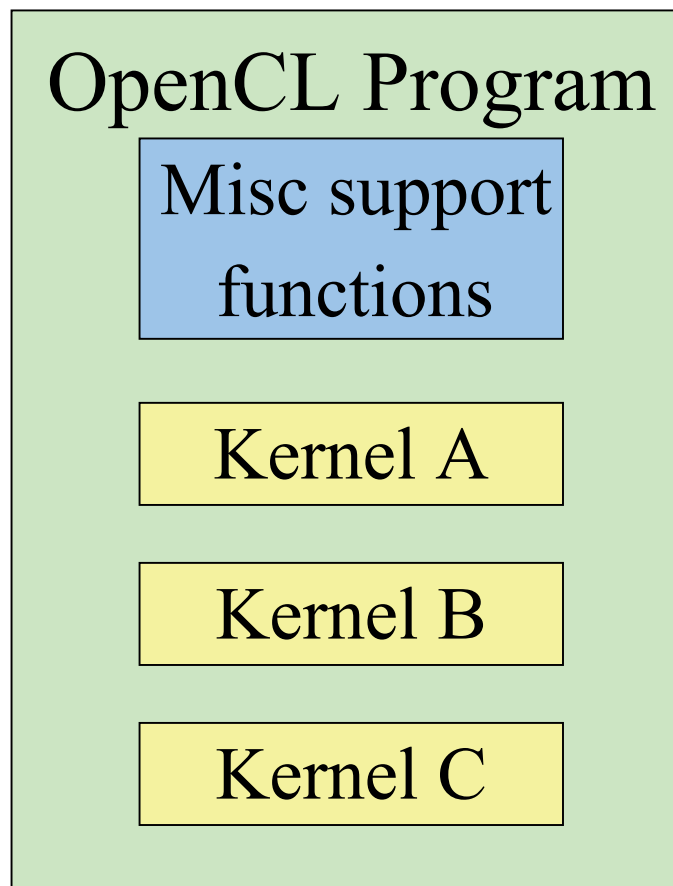 OpenCL Program
Misc support
functions
Kernel A
Kernel B
Kernel C